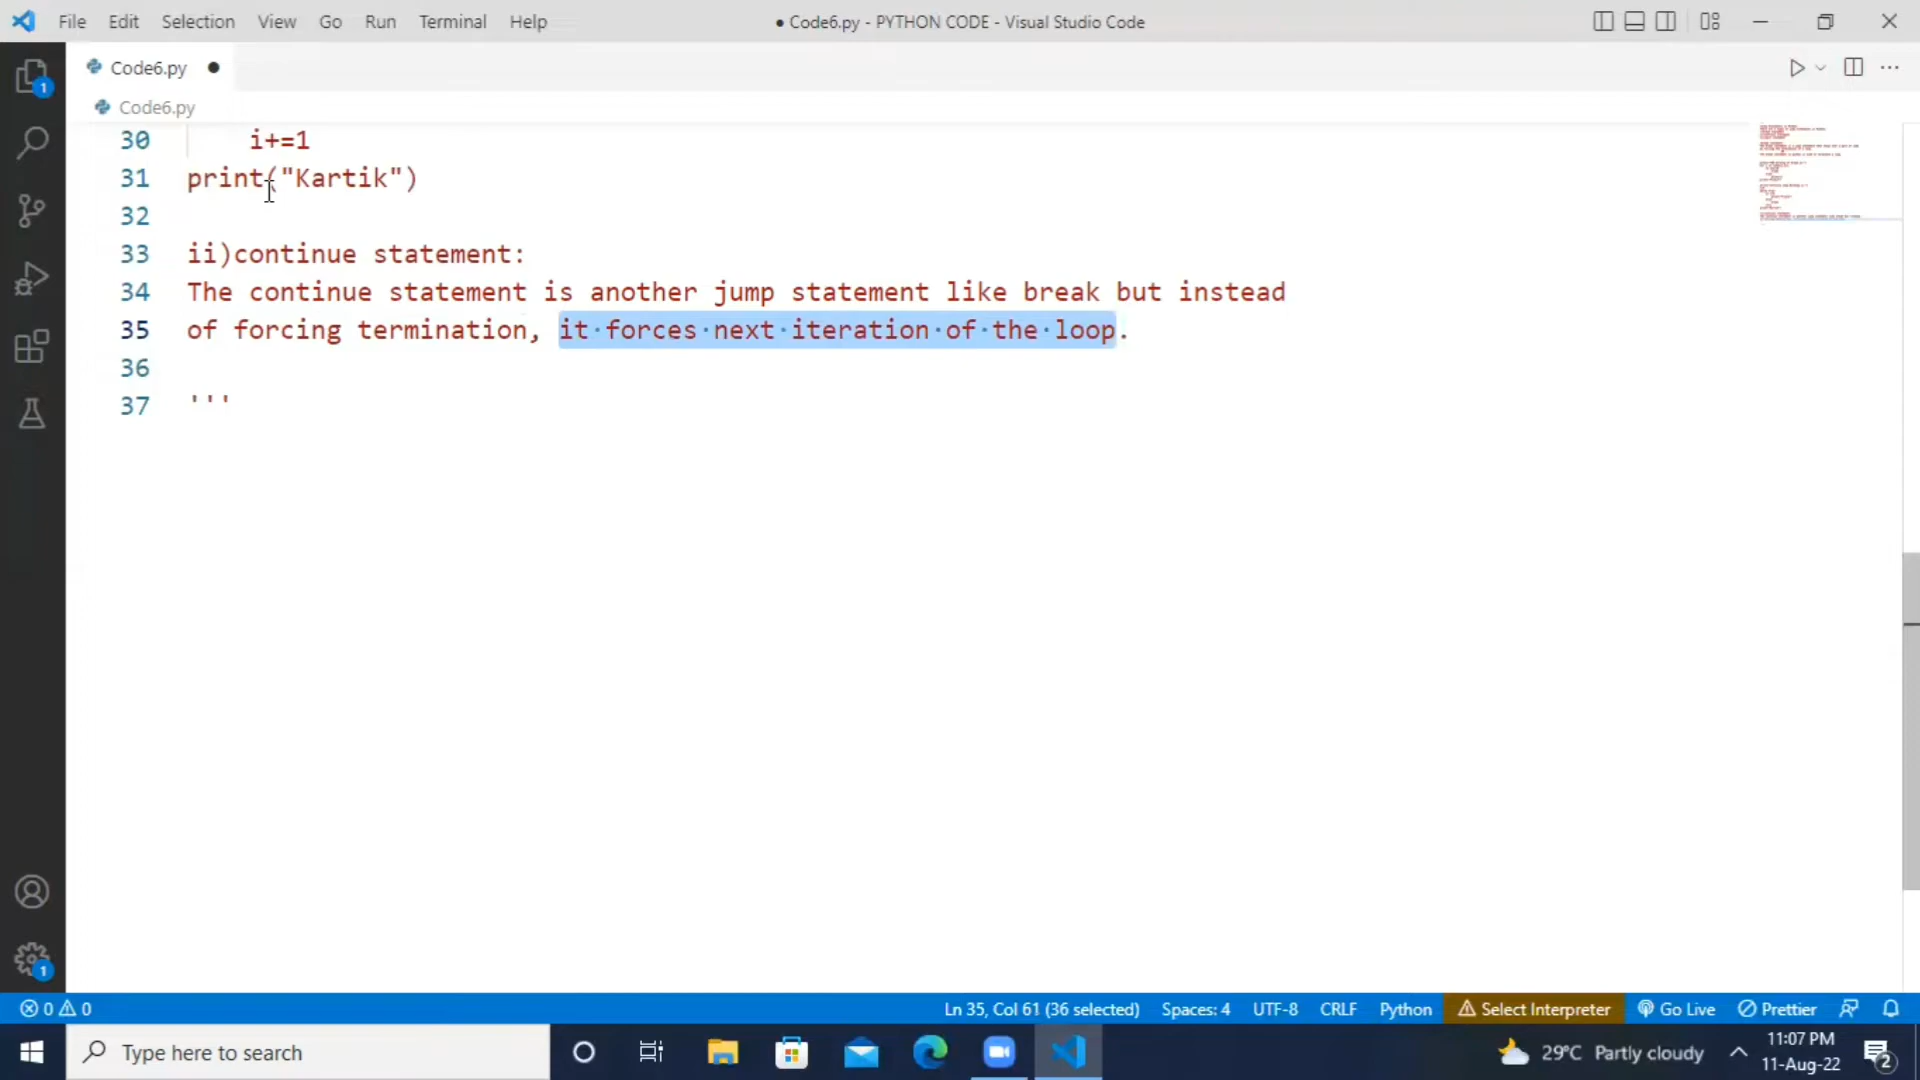 File Edit Selection View Go Run Terminal Help
● Code6.py - PYTHON CODE - Visual Studio Code
Code6.py ●
Code6.py
30 i+=1
31 print("Kartik")
32
33 ii)continue statement:
34 The continue statement is another jump statement like break but instead
35 of forcing termination, it·forces·next·iteration·of·the·loop.
36
37 '''
1
1
0 0
Ln 35, Col 61 (36 selected) Spaces: 4 UTF-8 CRLF Python Select Interpreter Go Live Prettier
Type here to search
29°C Partly cloudy
11:07 PM
11-Aug-22
2